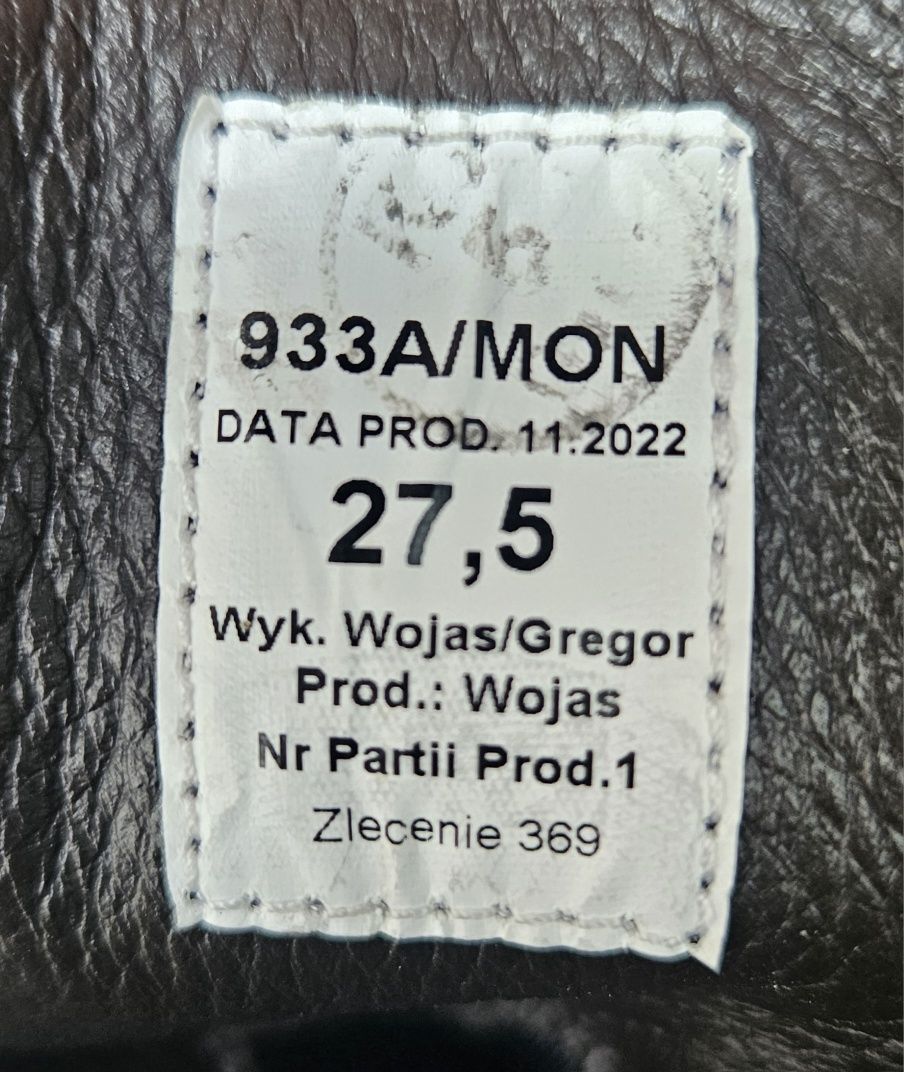 933A/MON
DATA PROD. 11.2022
27,5
Wyk. Wojas/Gregor
Prod.: Wojas
Nr Partii Prod.1
Zlecenie 369